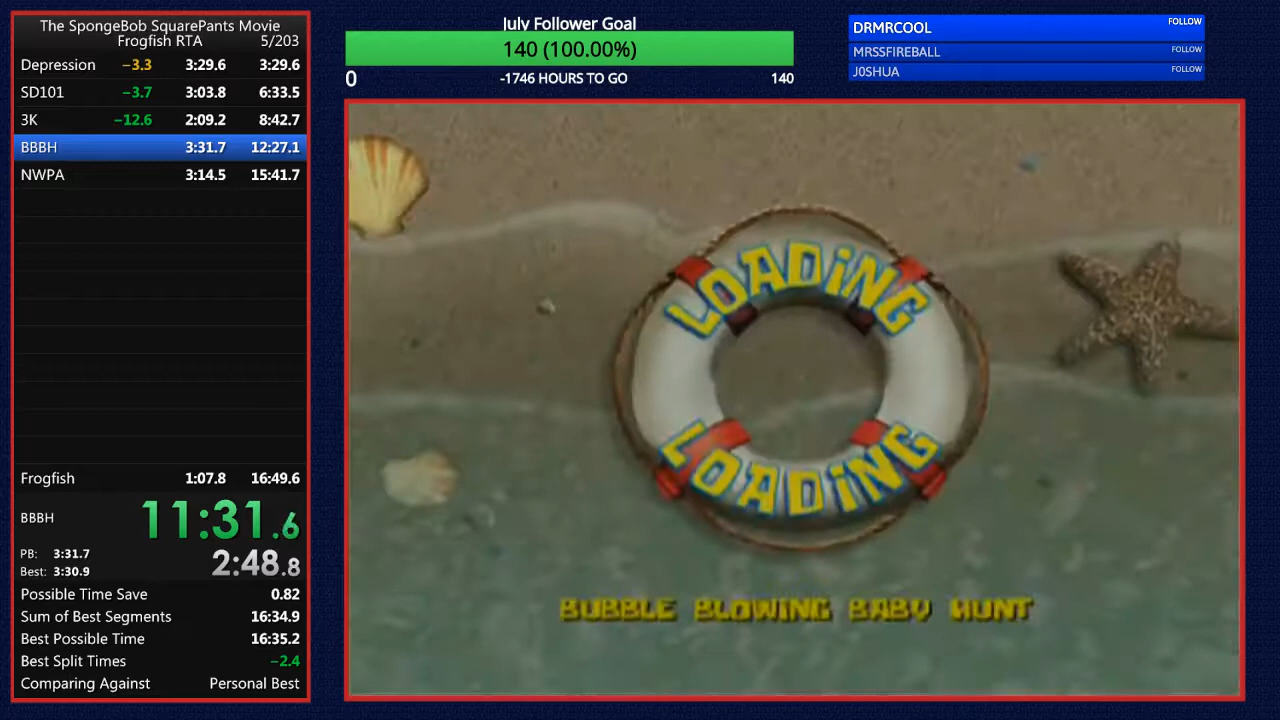 The SpongeBob SquarePants Movie
Frogfish RTA 5/203
Depression −3.3 3:29.6 3:29.6
SD101 −3.7 3:03.8 6:33.5
3K −12.6 2:09.2 8:42.7
BBBH 3:31.7 12:27.1
NWPA 3:14.5 15:41.7
Frogfish 1:07.8 16:49.6
BBBH 11:31.6
PB: 3:31.7
Best: 3:30.9
2:48.8
Possible Time Save 0.82
Sum of Best Segments 16:34.9
Best Possible Time 16:35.2
Best Split Times −2.4
Comparing Against Personal Best
July Follower Goal
140 (100.00%)
0 -1746 HOURS TO GO 140
DRMRCOOL FOLLOW
MRSSFIREBALL FOLLOW
J0SHUA FOLLOW
LOADiNG
LOADiNG
BUBBLE BLOWING BABY HUNT